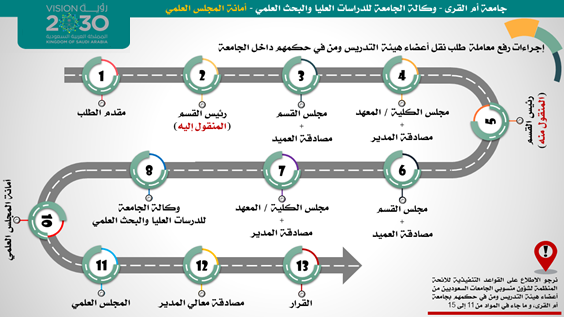 جامعة أم القرى - وكالة الجامعة للدرسات العليا والبحث العلمي - أمانة المجلس العلمي
رؤيـــة VISION
2030
المملكة العربية السعودية
KINGDOM OF SAUDI ARABIA
إجراءات رفع معاملة طلب نقل أعضاء هيئة التدريس ومن في حكمهم داخل الجامعة
1
مقدم الطلب
2
رئيس القسم
(المنقول إليه)
3
مجلس القسم
+
مصادقة العميد
4
مجلس الكلية / المعهد
+
مصادقة المدير
5
رئيس القسم
(المنقول منه)
6
مجلس القسم
+
مصادقة العميد
7
مجلس الكلية / المعهد
+
مصادقة المدير
8
وكالة الجامعة
للدرسات العليا والبحث العلمي
10
أمانة المجلس العلمي
11
المجلس العلمي
12
مصادقة معالي المدير
13
القرار
نرجو الاطلاع على القواعد التنفيذية للائحة
المنظمة لشؤون منسوبي الجامعات السعوديين من
أعضاء هيئة التدريس ومن في حكمهم بجامعة
أم القرى، و ما جاء في المواد من 11 إلى 15